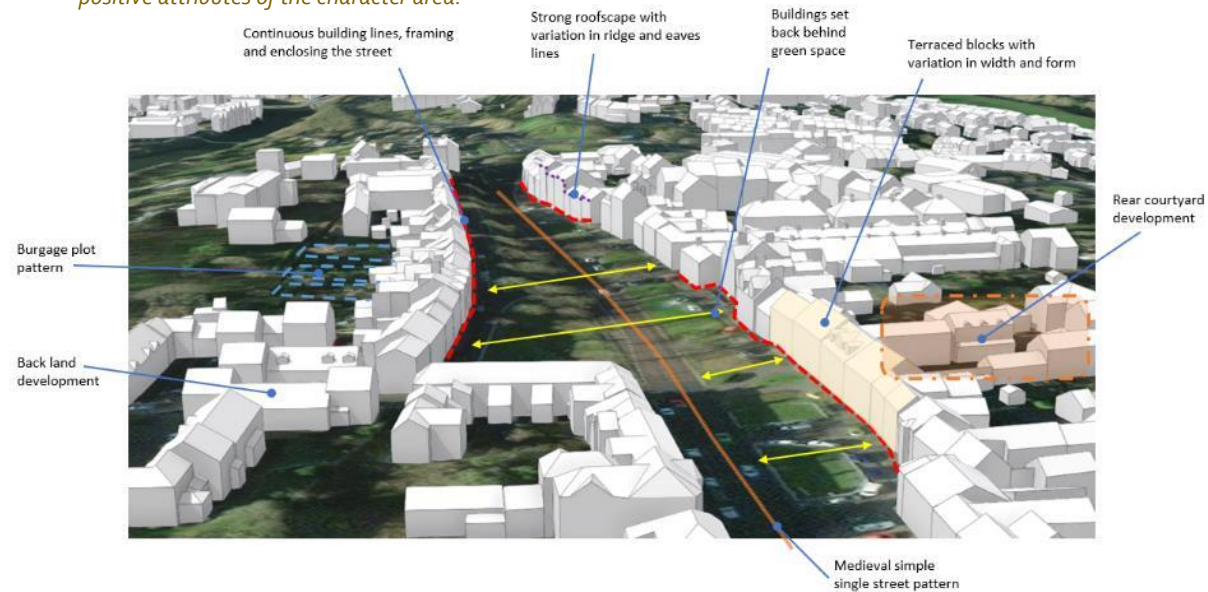 positive attributes of the character area.
Continuous building lines, framing
and enclosing the street
Strong roofscape with
variation in ridge and eaves
lines
Buildings set
back behind
green space
Terraced blocks with
variation in width and form
Rear courtyard
development
Burgage plot
pattern
Back land
development
Medieval simple
single street pattern